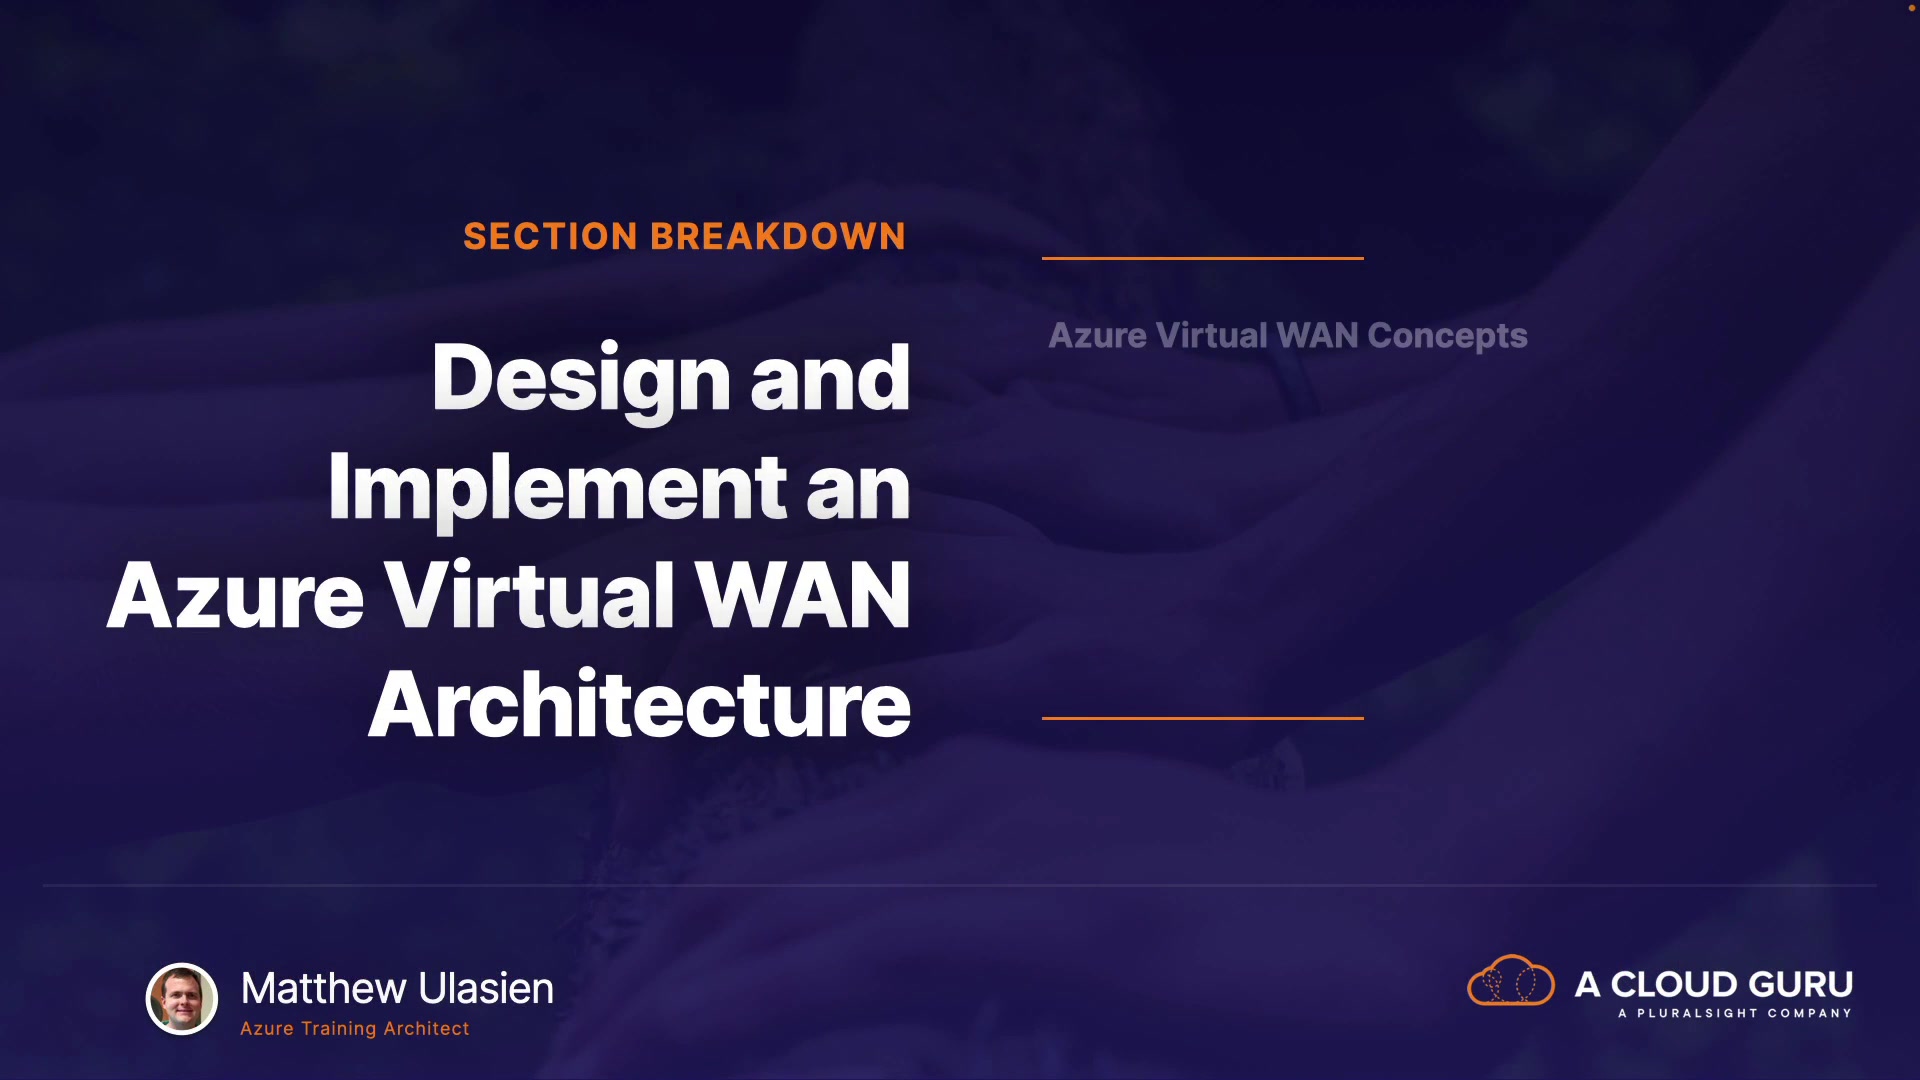 SECTION BREAKDOWN
Design and
Implement an
Azure Virtual WAN
Architecture
Azure Virtual WAN Concepts
Matthew Ulasien
Azure Training Architect
A CLOUD GURU
A PLURALSIGHT COMPANY